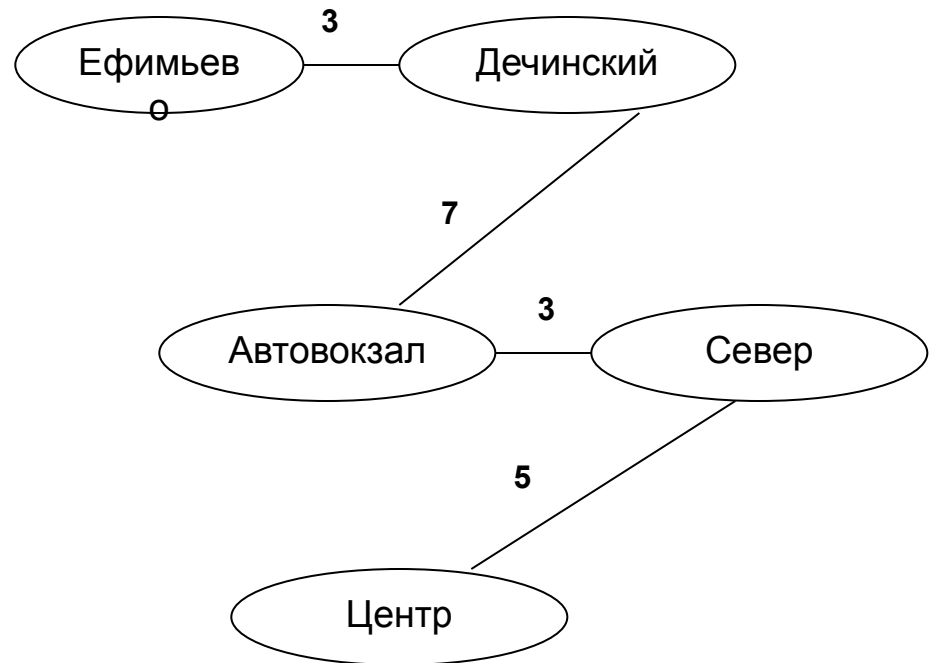 3
Ефимьев
о
Дечинский
7
3
Автовокзал
Север
5
Центр